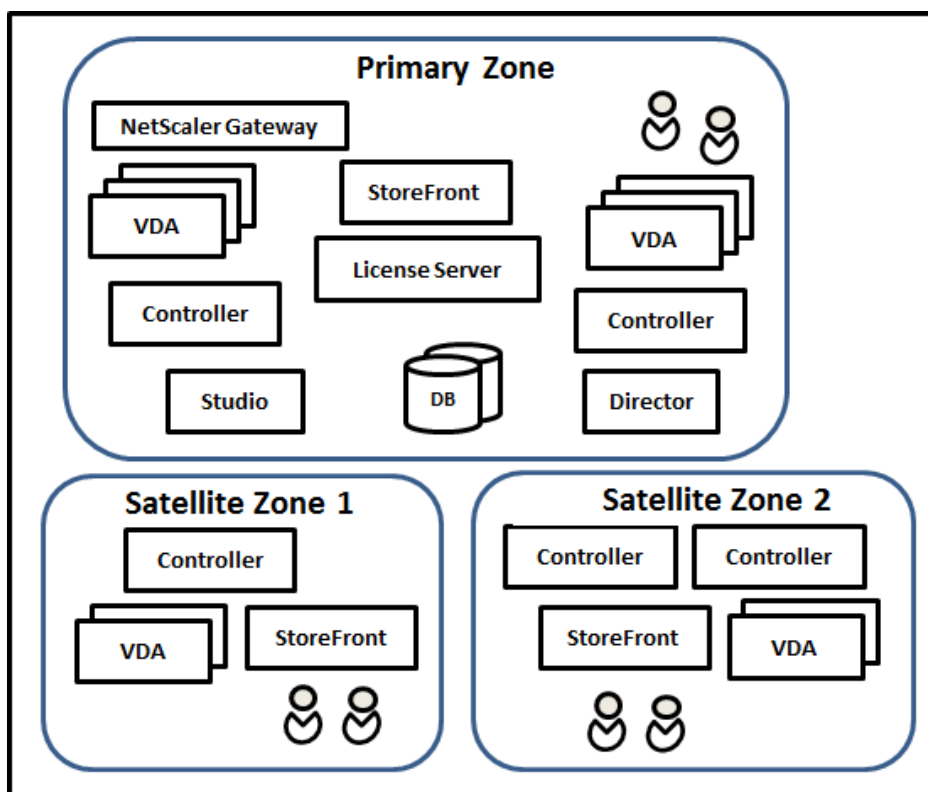 Primary Zone
NetScaler Gateway
StoreFront
VDA
VDA
License Server
Controller
Controller
Studio
DB
Director
Satellite Zone 1
Controller
VDA
StoreFront
Satellite Zone 2
Controller
Controller
StoreFront
VDA